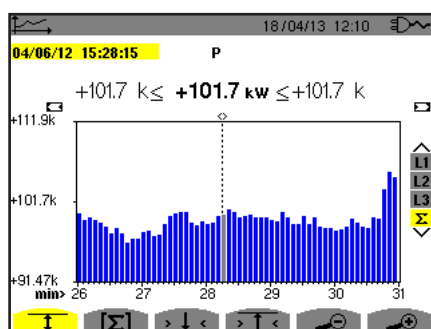 18/04/13 12:10
04/06/12 15:28:15 P
+101.7 k≤ +101.7 kW ≤+101.7 k
+111.9k
+101.7k
+91.47k
min> 26 27 28 29 30 31
L1
L2
L3
Σ
[Σ]